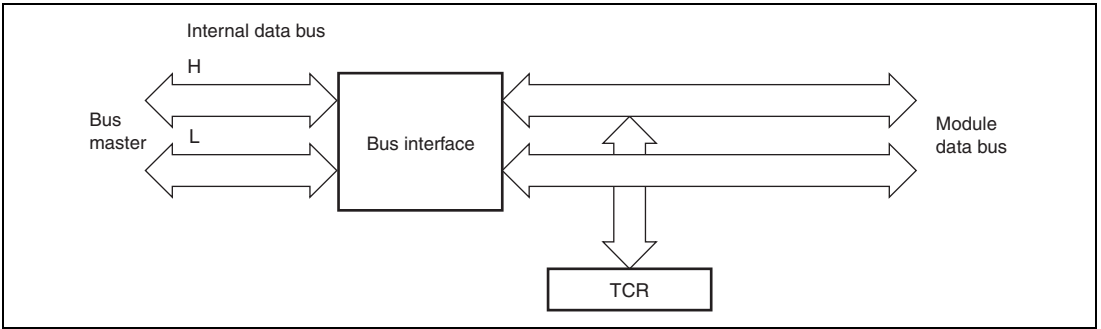 Internal data bus
H
Bus
master
L
Bus interface
Module
data bus
TCR